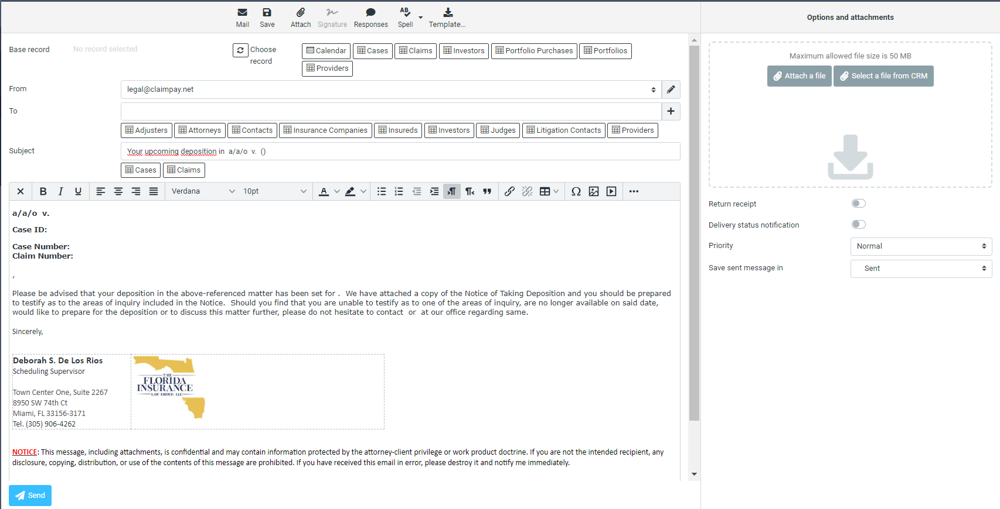 Mail Save Attach Signature Responses Spell Template...
Options and attachments
Base record No record selected Choose record
Calendar Cases Claims Investors Portfolio Purchases Portfolios
Providers
From legal@claimpay.net
To
Adjusters Attorneys Contacts Insurance Companies Insureds Investors Judges Litigation Contacts Providers
Subject Your upcoming deposition in a/a/o v. ()
Cases Claims
B I U Verdana 10pt A
a/a/o v.
Case ID:
Case Number:
Claim Number:
,
Please be advised that your deposition in the above-referenced matter has been set for . We have attached a copy of the Notice of Taking Deposition and you should be prepared
to testify as to the areas of inquiry included in the Notice. Should you find that you are unable to testify as to one of the areas of inquiry, are no longer available on said date,
would like to prepare for the deposition or to discuss this matter further, please do not hesitate to contact or at our office regarding same.
Sincerely,
Deborah S. De Los Rios
Scheduling Supervisor
Town Center One, Suite 2267
8950 SW 74th Ct
Miami, FL 33156-3171
Tel. (305) 906-4262
THE
FLORIDA
INSURANCE
LAW GROUP, LLC
NOTICE: This message, including attachments, is confidential and may contain information protected by the attorney-client privilege or work product doctrine. If you are not the intended recipient, any
disclosure, copying, distribution, or use of the contents of this message are prohibited. If you have received this email in error, please destroy it and notify me immediately.
Send
Maximum allowed file size is 50 MB
Attach a file Select a file from CRM
Return receipt
Delivery status notification
Priority Normal
Save sent message in Sent